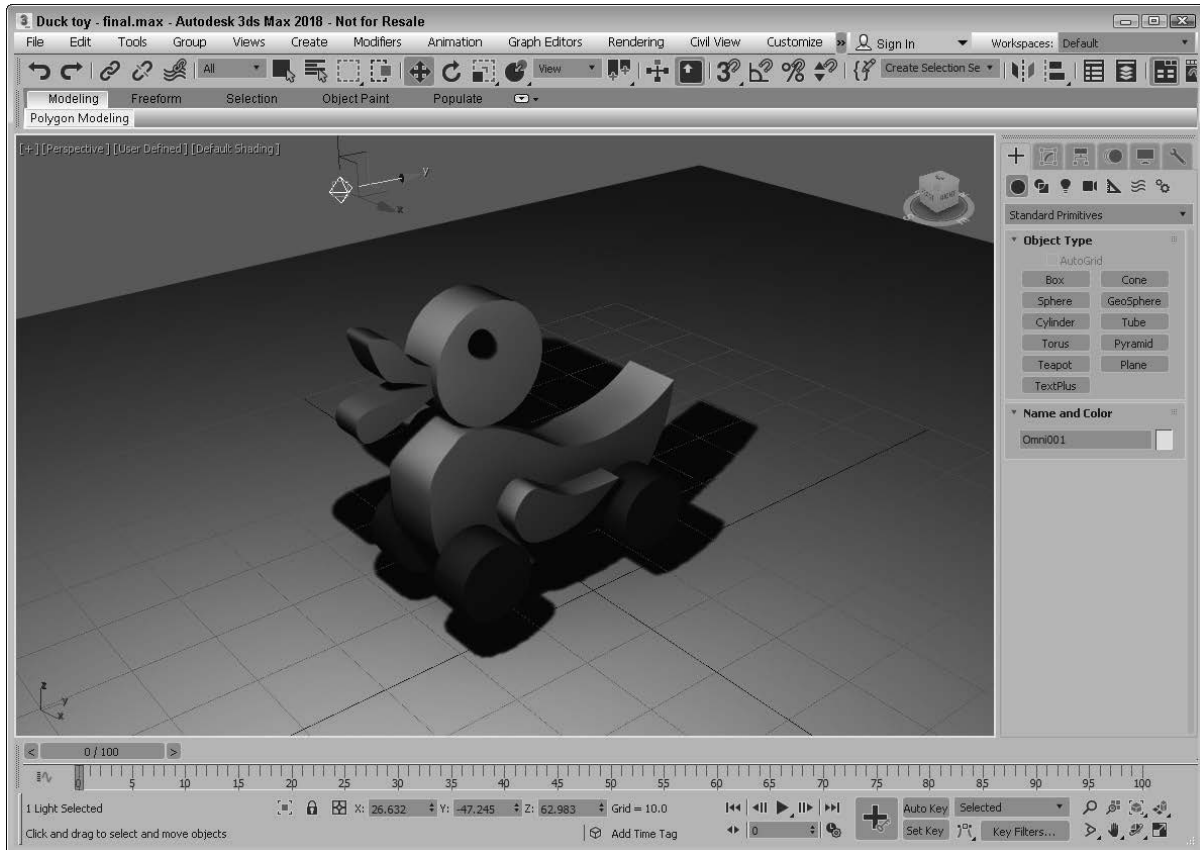 Duck toy - final.max - Autodesk 3ds Max 2018 - Not for Resale
File Edit Tools Group Views Create Modifiers Animation Graph Editors Rendering Civil View Customize » Sign In Workspaces: Default
All View Create Selection Se
Modeling Freeform Selection Object Paint Populate
Polygon Modeling
[+] [Perspective] [User Defined] [Default Shading]
y
x
Standard Primitives
Object Type
AutoGrid
Box Cone
Sphere GeoSphere
Cylinder Tube
Torus Pyramid
Teapot Plane
TextPlus
Name and Color
Omni001
z
y
x
< 0 / 100 >
0 5 10 15 20 25 30 35 40 45 50 55 60 65 70 75 80 85 90 95 100
1 Light Selected X: 26.632 Y: -47.245 Z: 62.983 Grid = 10.0 Auto Key Selected
Click and drag to select and move objects Add Time Tag 0 Set Key Key Filters...